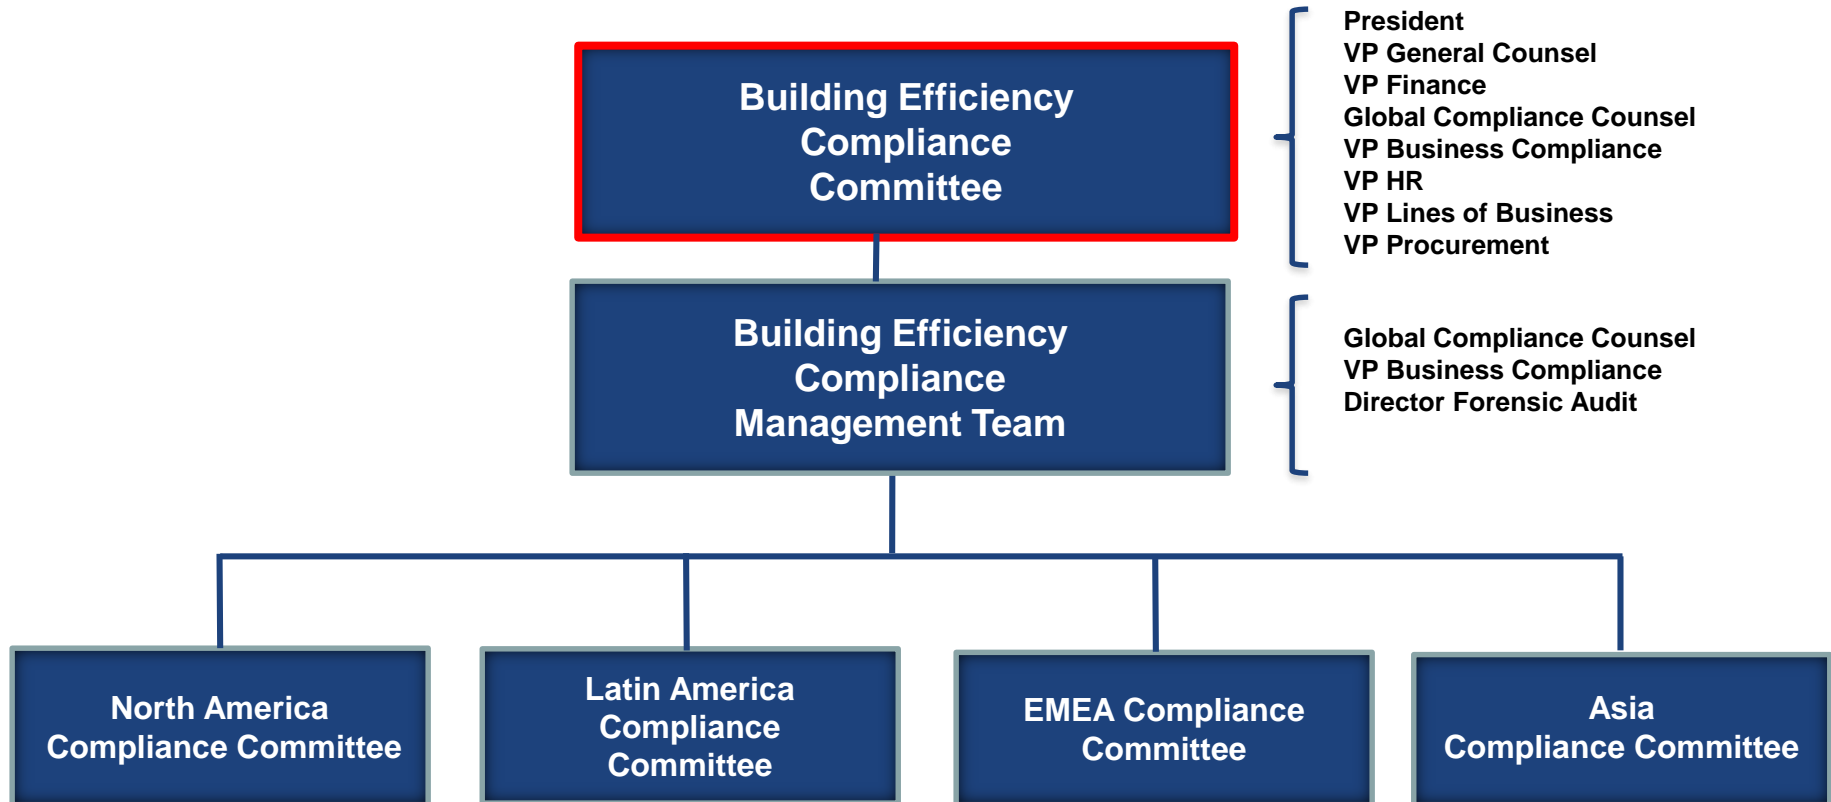 President
VP General Counsel
VP Finance
Global Compliance Counsel
VP Business Compliance
VP HR
VP Lines of Business
VP Procurement
Building Efficiency
Compliance
Committee
Building Efficiency
Compliance
Management Team
Global Compliance Counsel
VP Business Compliance
Director Forensic Audit
North America
Compliance Committee
Latin America
Compliance
Committee
EMEA Compliance
Committee
Asia
Compliance Committee